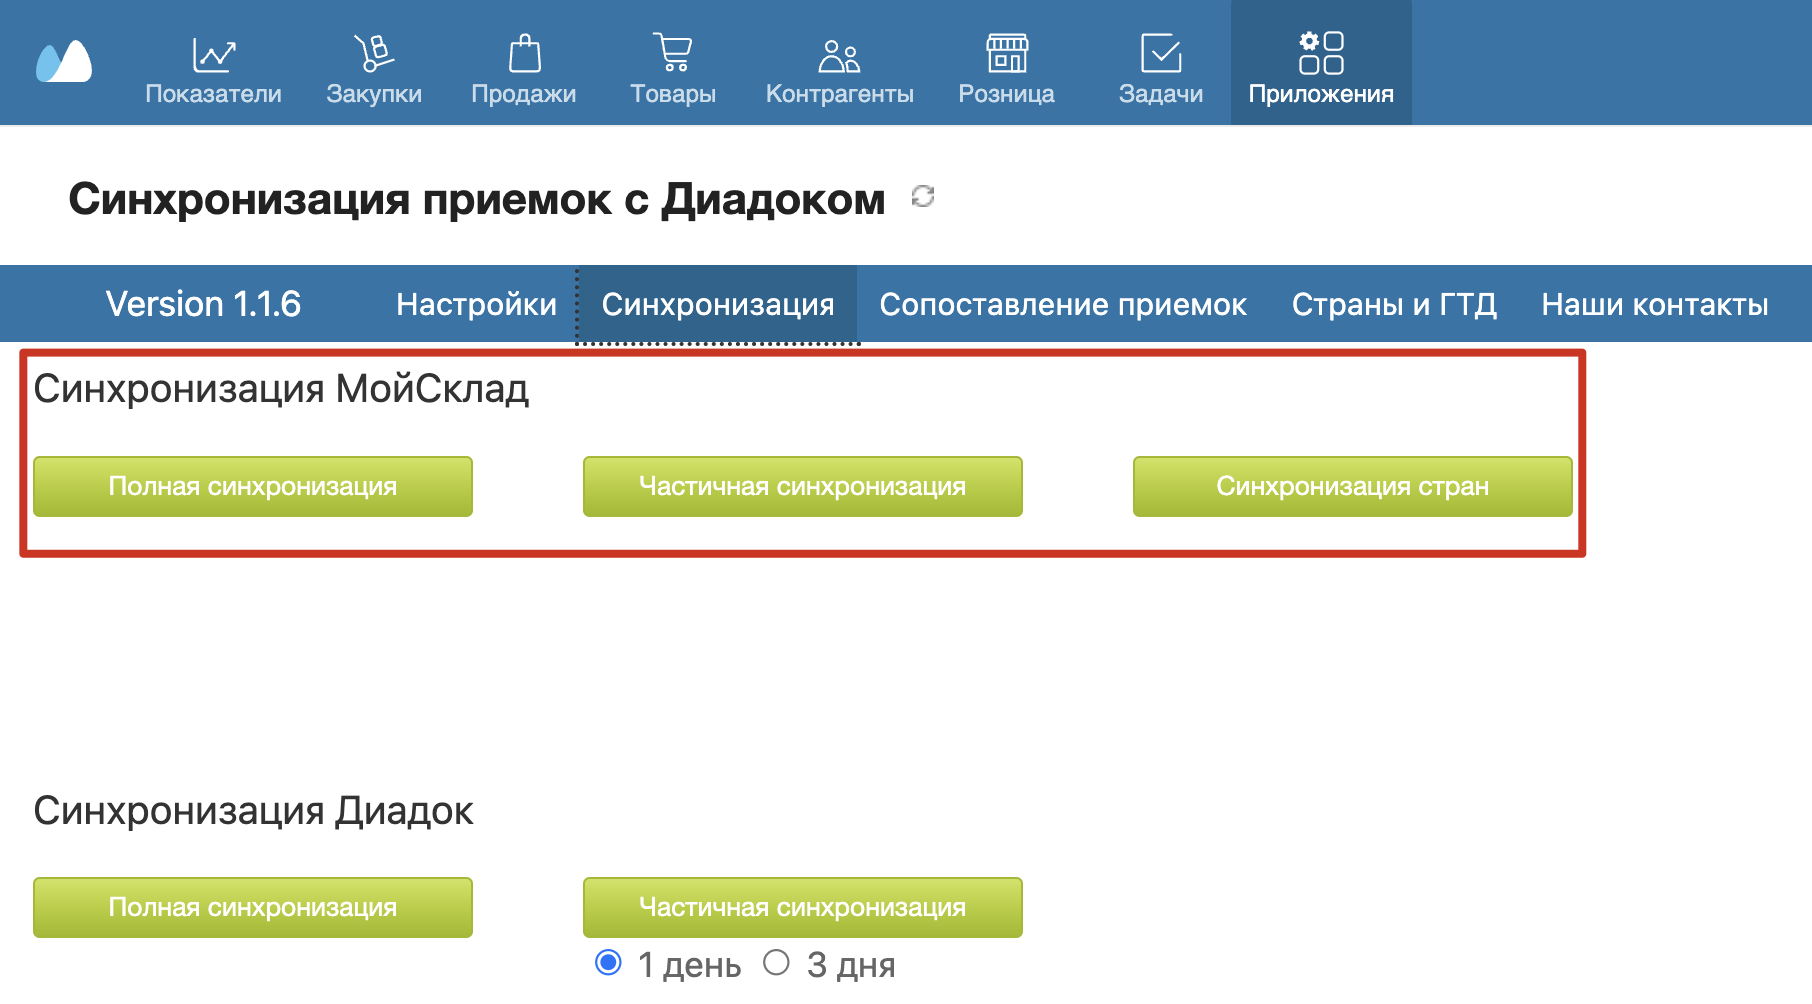 Показатели Закупки Продажи Товары Контрагенты Розница Задачи Приложения
Синхронизация приемок с Диадоком
Version 1.1.6 Настройки Синхронизация Сопоставление приемок Страны и ГТД Наши контакты
Синхронизация МойСклад
Полная синхронизация Частичная синхронизация Синхронизация стран
Синхронизация Диадок
Полная синхронизация Частичная синхронизация
1 день 3 дня